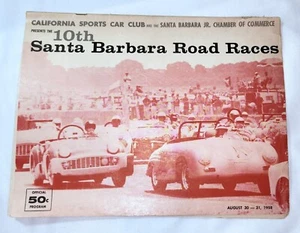 CALIFORNIA SPORTS CAR CLUB AND THE SANTA BARBARA JR. CHAMBER OF COMMERCE
PRESENTS THE 10th
Santa Barbara Road Races
OFFICIAL
50¢
PROGRAM
AUGUST 30 — 31, 1958